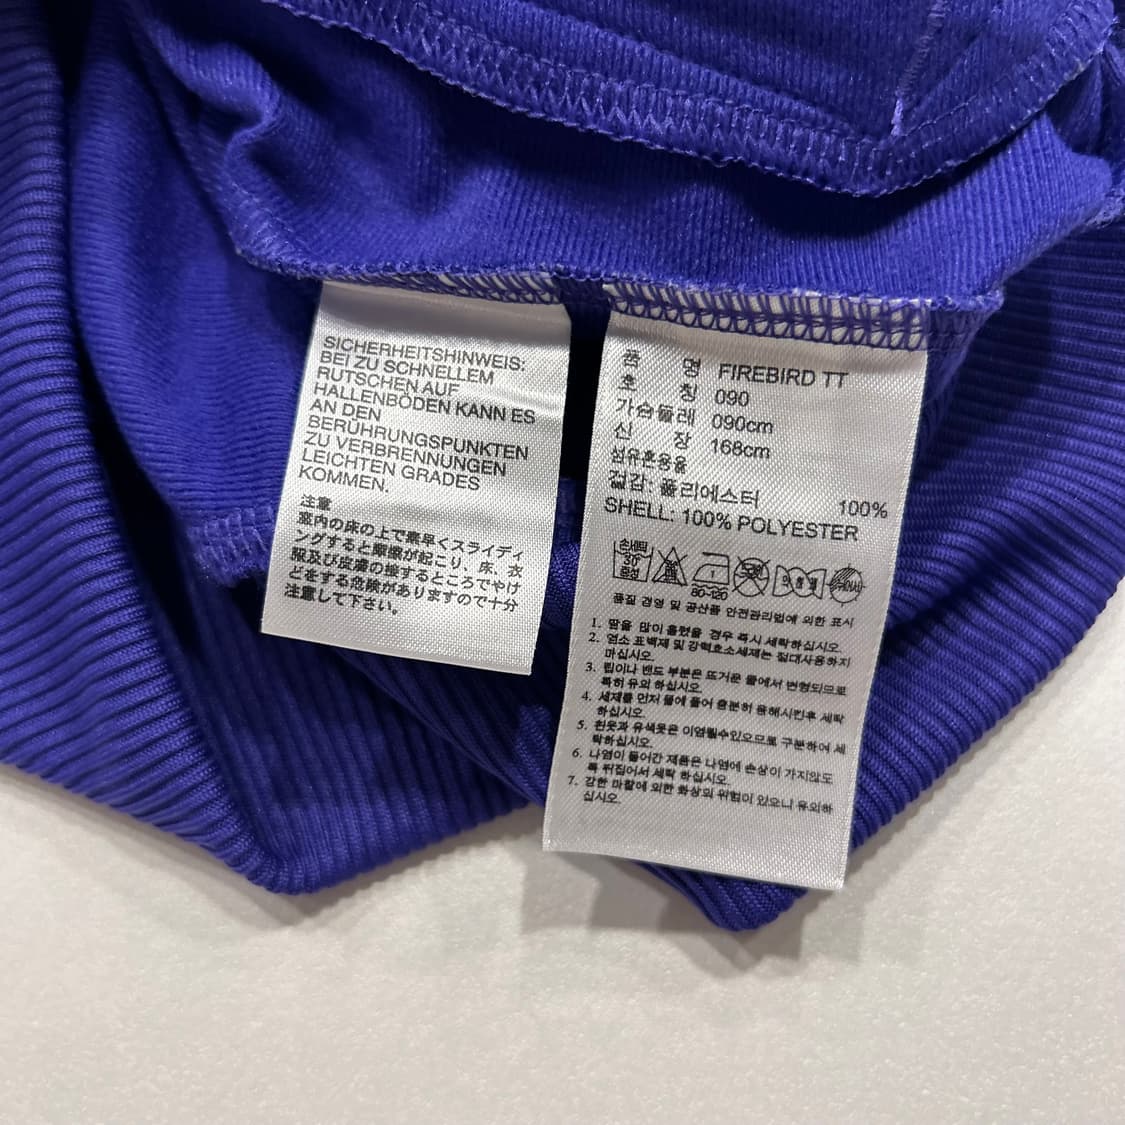 SICHERHEITSHINWEIS:
BEI ZU SCHNELLEM
RUTSCHEN AUF
HALLENBÖDEN KANN ES
AN DEN
BERÜHRUNGSPUNKTEN
ZU VERBRENNUNGEN
LEICHTEN GRADES
KOMMEN.
注意
室内の床の上で素早くスライディ
ングすると摩擦が起こり、床、衣
服及び皮膚の接するところでやけ
どをする危険がありますので十分
注意して下さい。
품 명 FIREBIRD TT
호 칭 090
가슴둘레 090cm
신 장 168cm
섬유혼용율
겉감: 폴리에스터 100%
SHELL: 100% POLYESTER
손세탁
30°
중성
80-120
품질 경영 및 공산품 안전관리법에 의한 표시
1. 땀을 많이 흘렸을 경우 즉시 세탁하십시오.
2. 염소 표백제 및 강력효소세제는 절대사용하지
마십시오.
3. 립이나 밴드 부분은 뜨거운 물에서 변형되므로
특히 유의 하십시오.
4. 세제를 먼저 물에 풀어 충분히 용해시킨후 세탁
하십시오.
5. 흰옷과 유색옷은 이염될수있으므로 구분하여 세
탁하십시오.
6. 나염이 들어간 제품은 나염에 손상이 가지않도
록 뒤집어서 세탁 하십시오.
7. 강한 마찰에 의한 화상의 위험이 있으니 유의하
십시오.